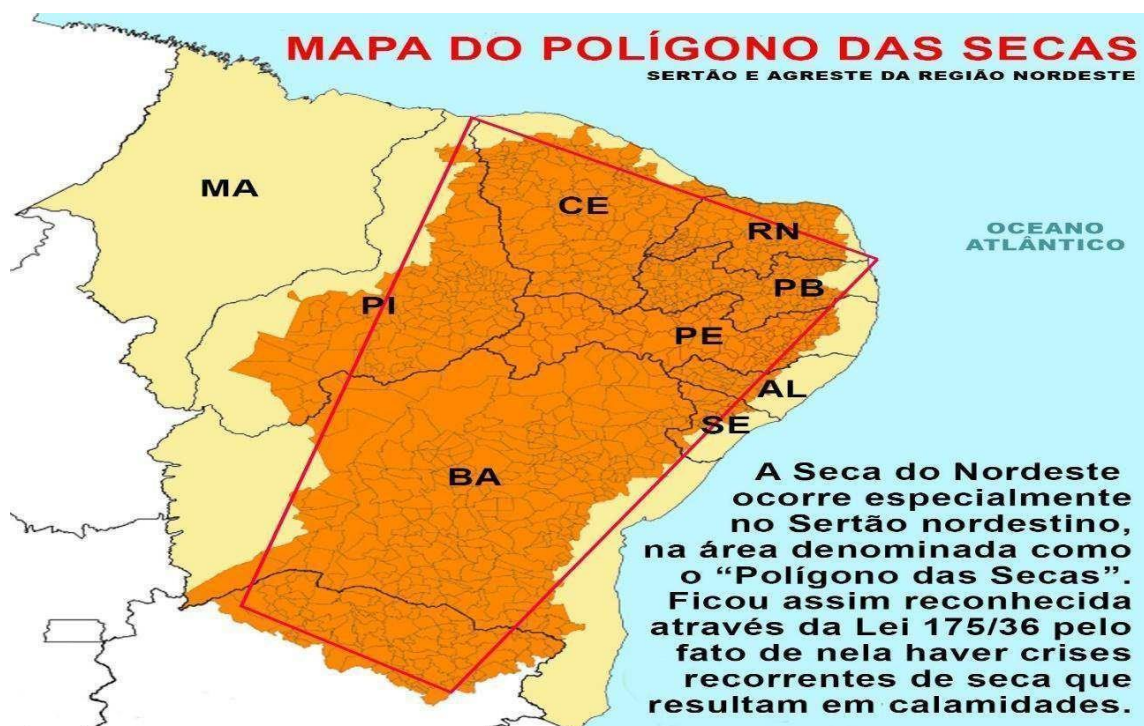 MAPA DO POLÍGONO DAS SECAS
SERTÃO E AGRESTE DA REGIÃO NORDESTE
MA
CE
RN
OCEANO
ATLÂNTICO
PI
PB
PE
AL
SE
BA
A Seca do Nordeste
ocorre especialmente
no Sertão nordestino,
na área denominada como
o “Polígono das Secas”.
Ficou assim reconhecida
através da Lei 175/36 pelo
fato de nela haver crises
recorrentes de seca que
resultam em calamidades.